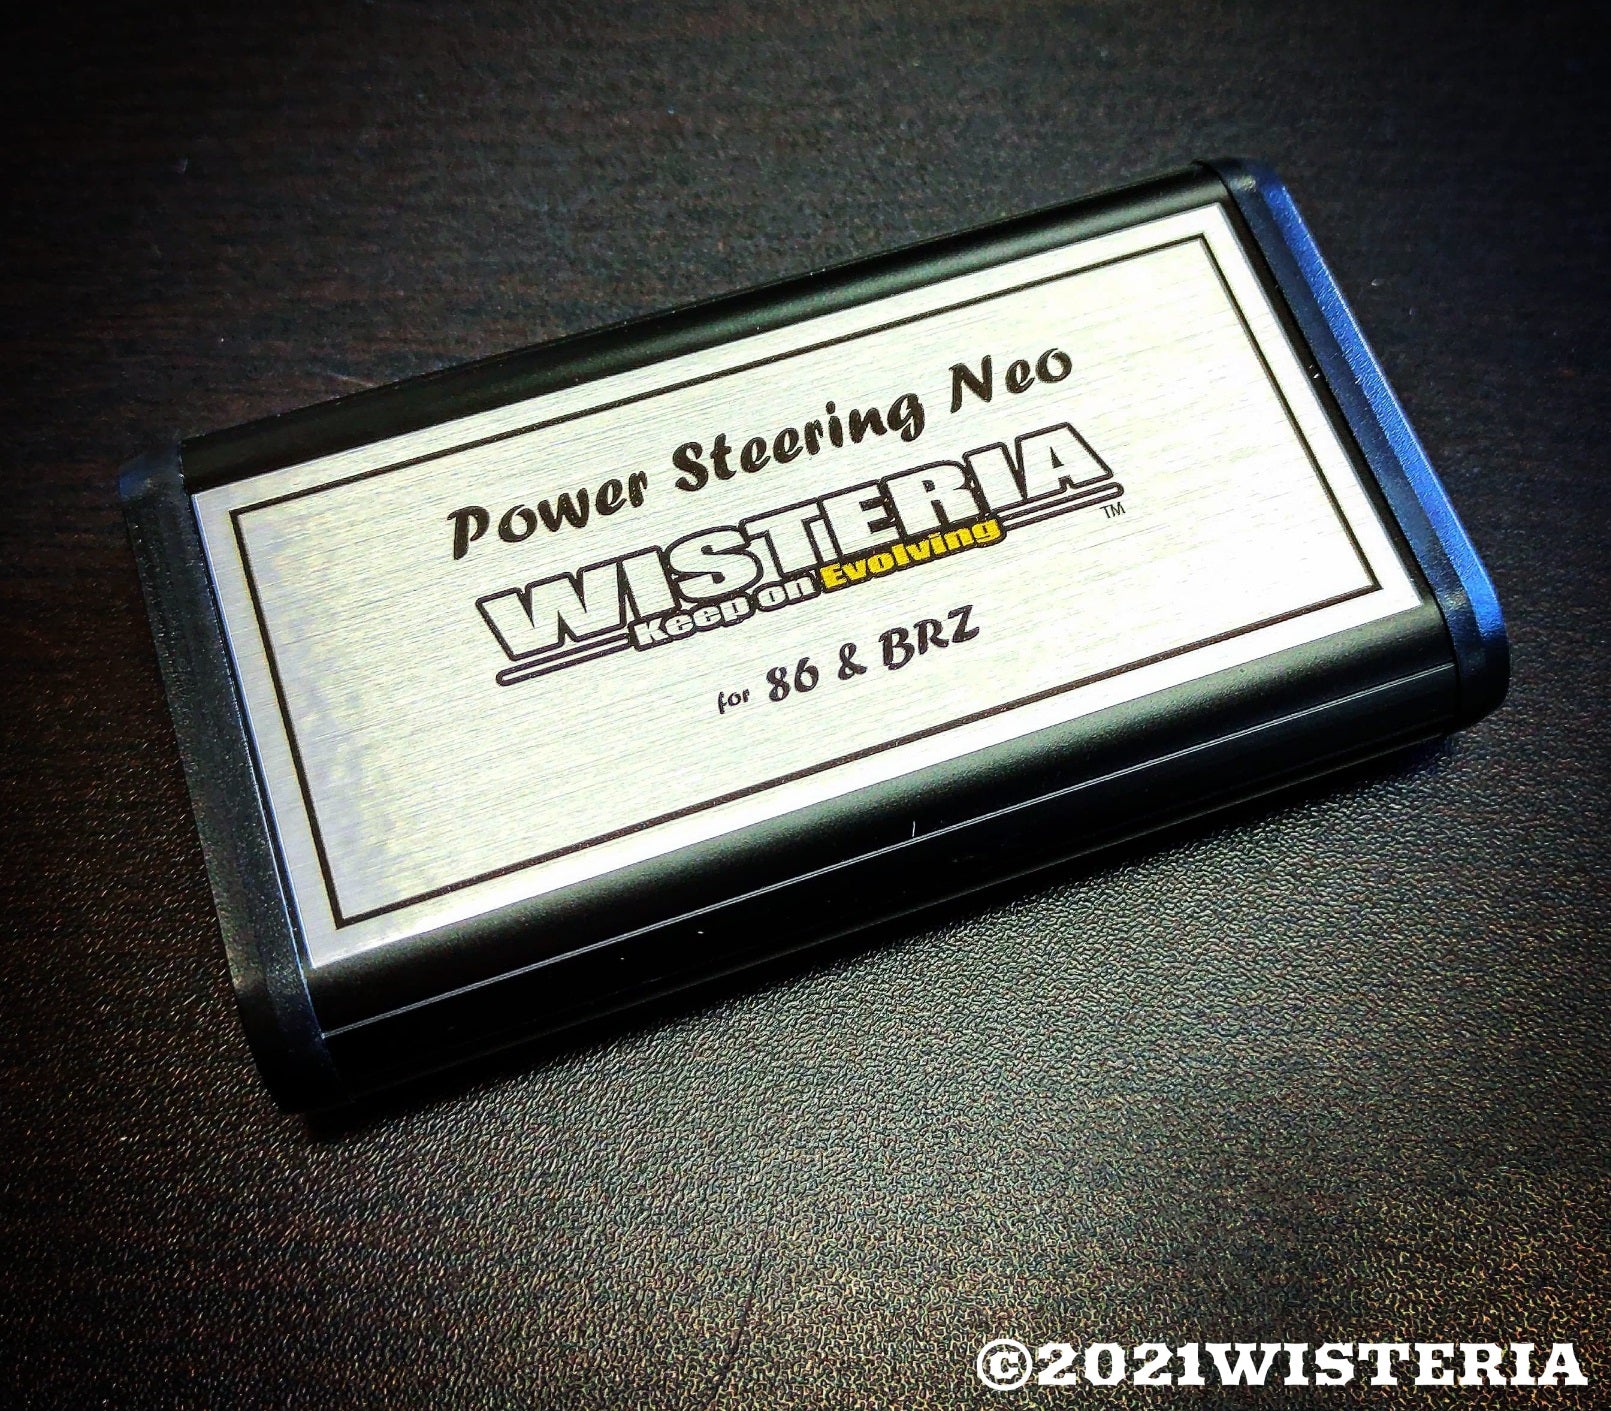 Power Steering Neo
WISTERIA
TM
Keep on Evolving
for 86 & BRZ
©2021WISTERIA